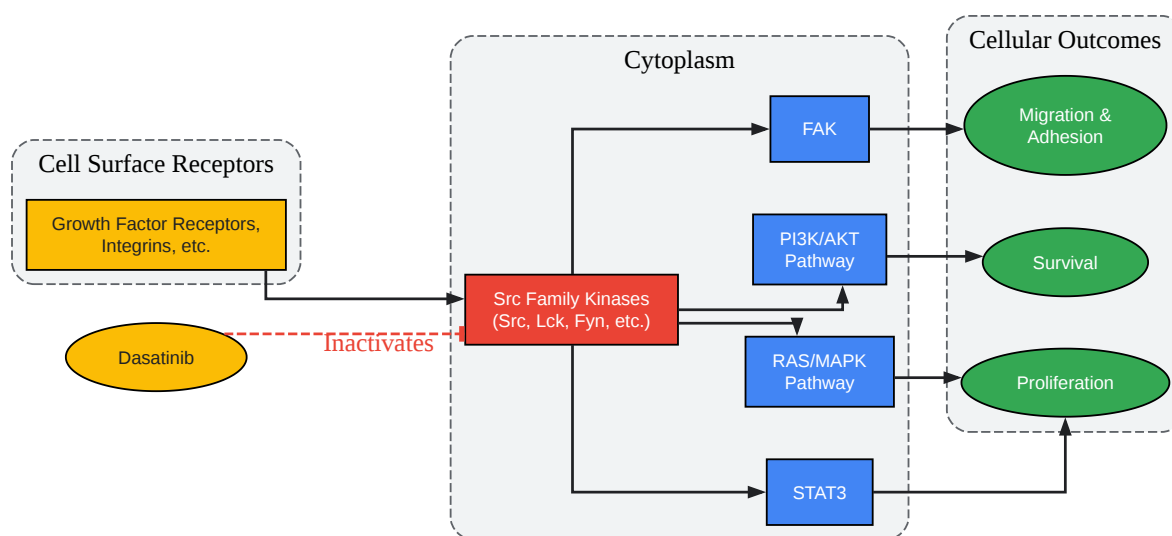 Cell Surface Receptors
Growth Factor Receptors,
Integrins, etc.
Dasatinib
Inactivates
Cytoplasm
Src Family Kinases
(Src, Lck, Fyn, etc.)
FAK
PI3K/AKT
Pathway
RAS/MAPK
Pathway
STAT3
Cellular Outcomes
Migration &
Adhesion
Survival
Proliferation